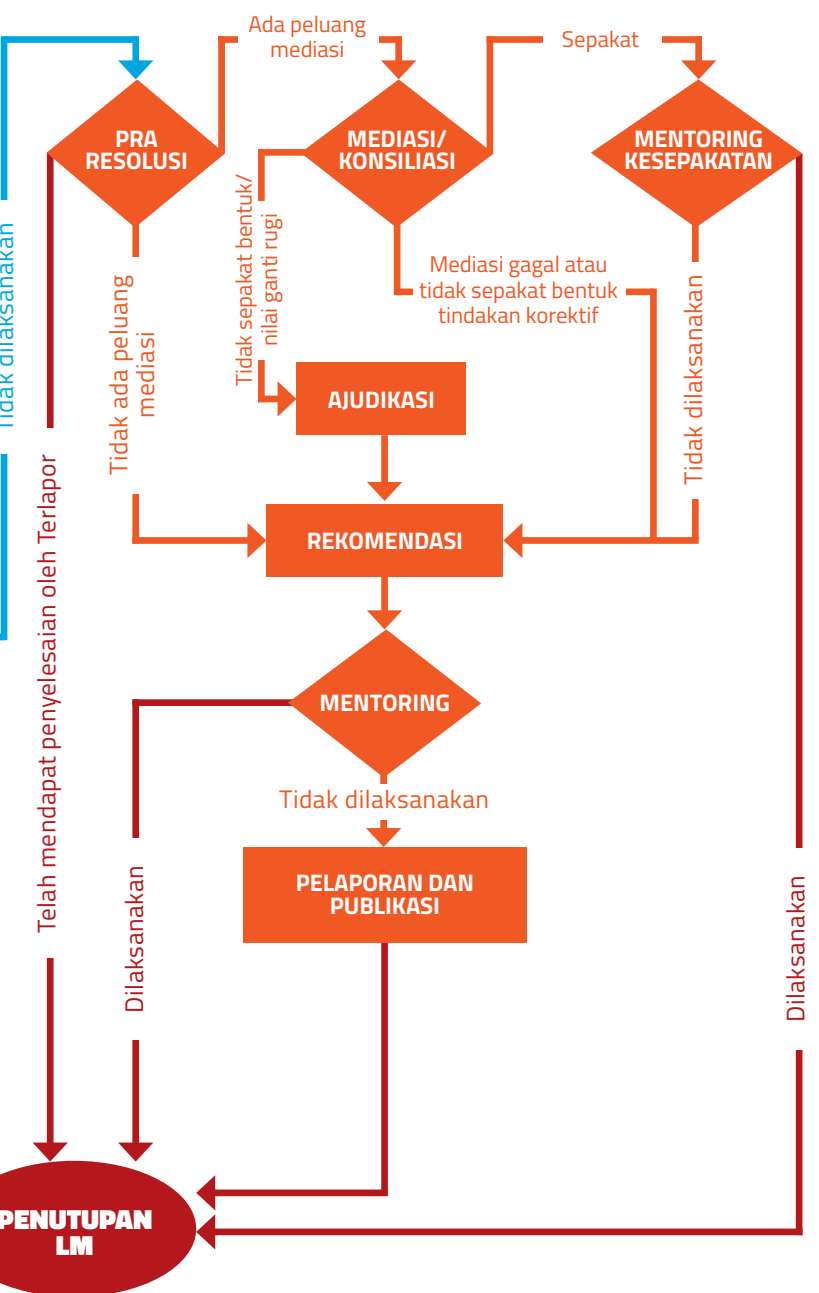 Ada peluang
mediasi
Sepakat
PRA
RESOLUSI
MEDIASI/
KONSILIASI
MENTORING
KESEPAKATAN
Tidak dilaksanakan
Tidak ada peluang
mediasi
Tidak sepakat bentuk/
nilai ganti rugi
Mediasi gagal atau
tidak sepakat bentuk
tindakan korektif
Tidak dilaksanakan
AJUDIKASI
REKOMENDASI
Telah mendapat penyelesaian oleh Terlapor
MENTORING
Tidak dilaksanakan
Dilaksanakan
PELAPORAN DAN
PUBLIKASI
Dilaksanakan
PENUTUPAN
LM